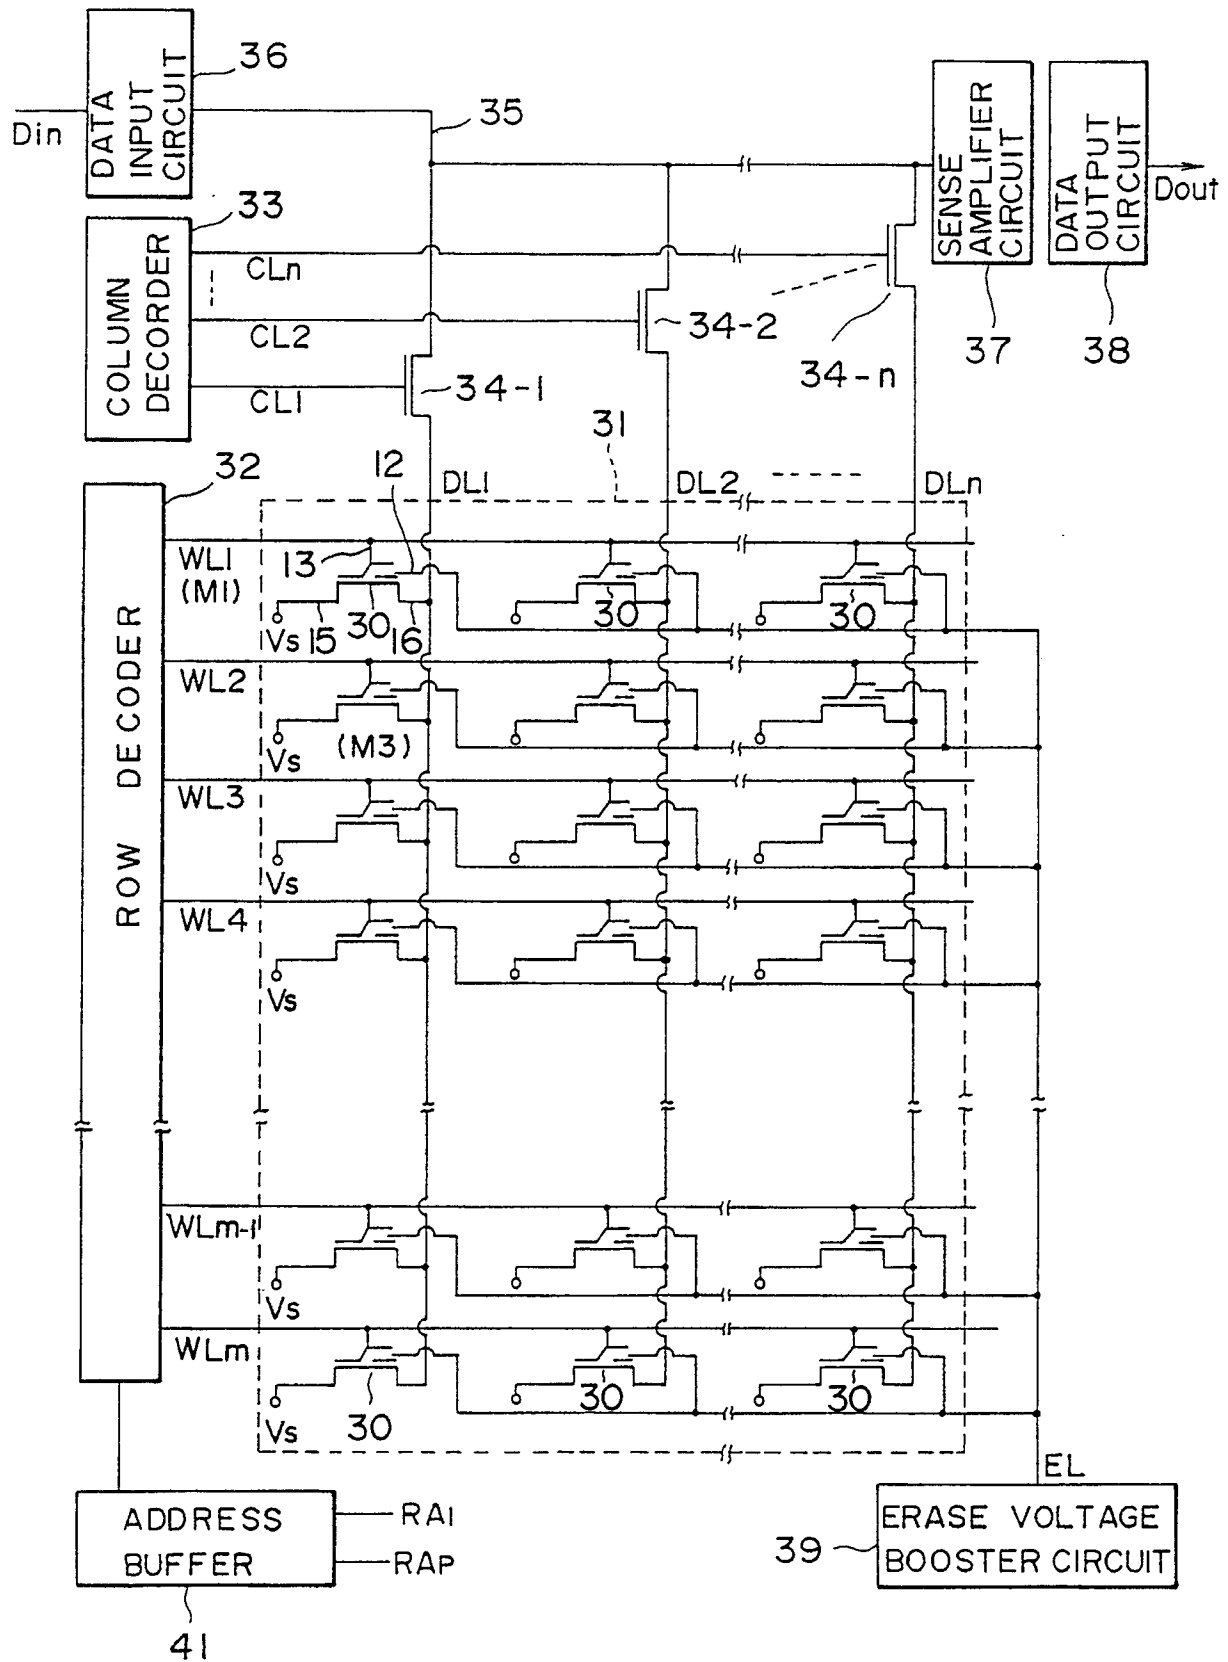 36
DATA
INPUT
CIRCUIT
Din
35
SENSE
AMPLIFIER
CIRCUIT
DATA
OUTPUT
CIRCUIT
Dout
33
COLUMN
DECORDER
CLn
CL2
CL1
34-2
34-1
34-n
37
38
32
12
31
DL1
DL2
DLn
ROW DECODER
WL1
(M1)
13
Vs
15
30
16
30
30
WL2
Vs
(M3)
WL3
Vs
WL4
Vs
WLm-1
Vs
WLm
Vs
30
30
30
EL
ADDRESS
BUFFER
RA1
RAP
41
39
ERASE VOLTAGE
BOOSTER CIRCUIT